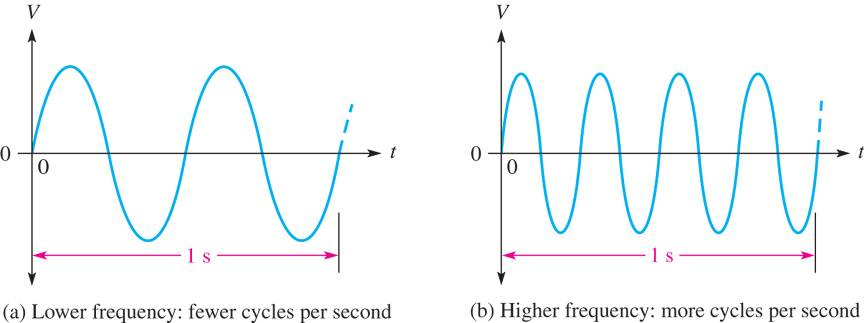 V
0
0
t
1 s
(a) Lower frequency: fewer cycles per second
V
0
0
t
1 s
(b) Higher frequency: more cycles per second